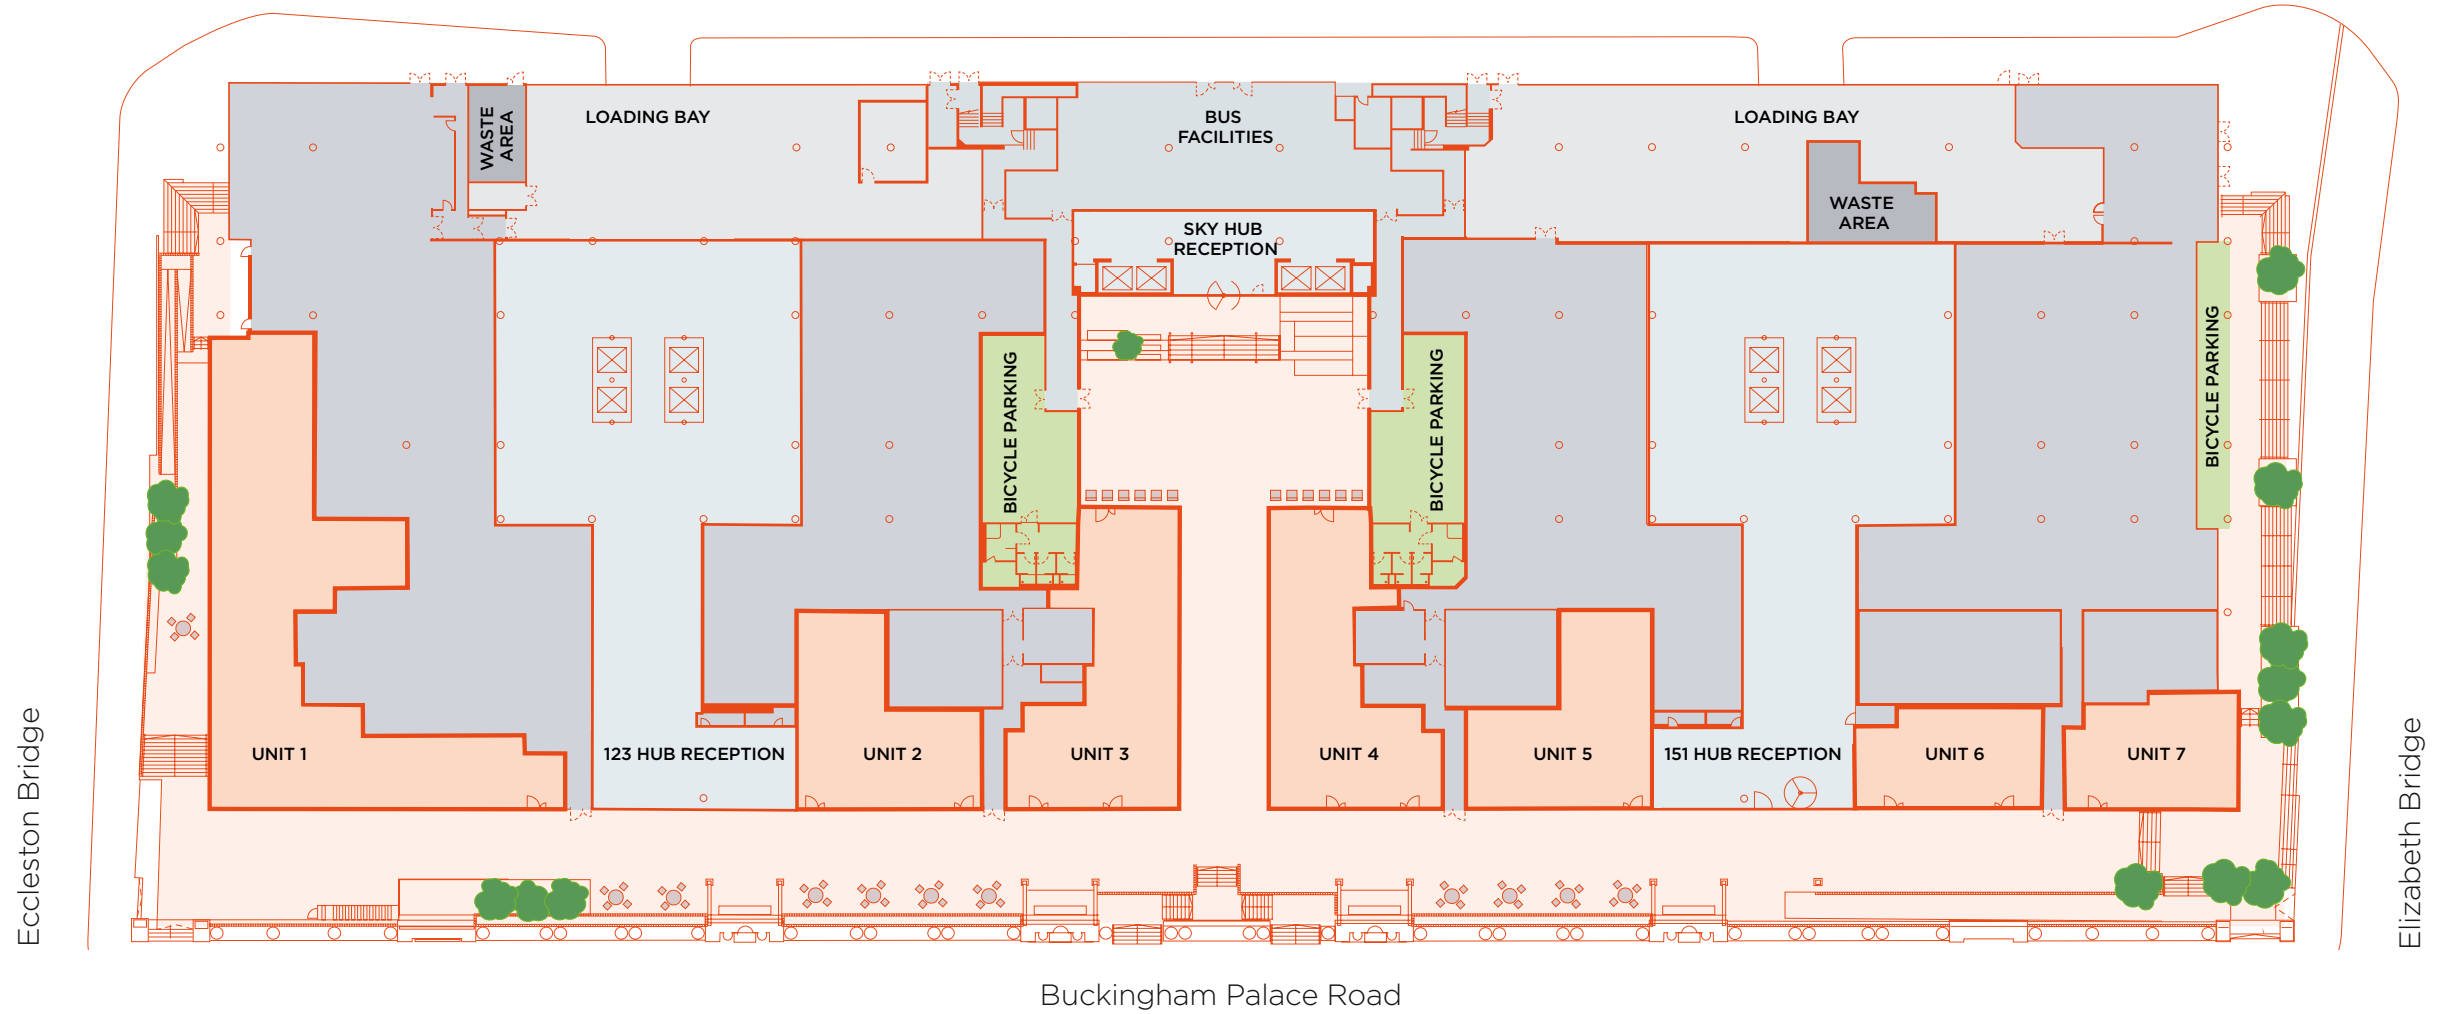 WASTE
AREA
LOADING BAY
BUS
FACILITIES
LOADING BAY
WASTE
AREA
SKY HUB
RECEPTION
BICYCLE PARKING
BICYCLE PARKING
BICYCLE PARKING
UNIT 1
123 HUB RECEPTION
UNIT 2
UNIT 3
UNIT 4
UNIT 5
151 HUB RECEPTION
UNIT 6
UNIT 7
Eccleston Bridge
Elizabeth Bridge
Buckingham Palace Road